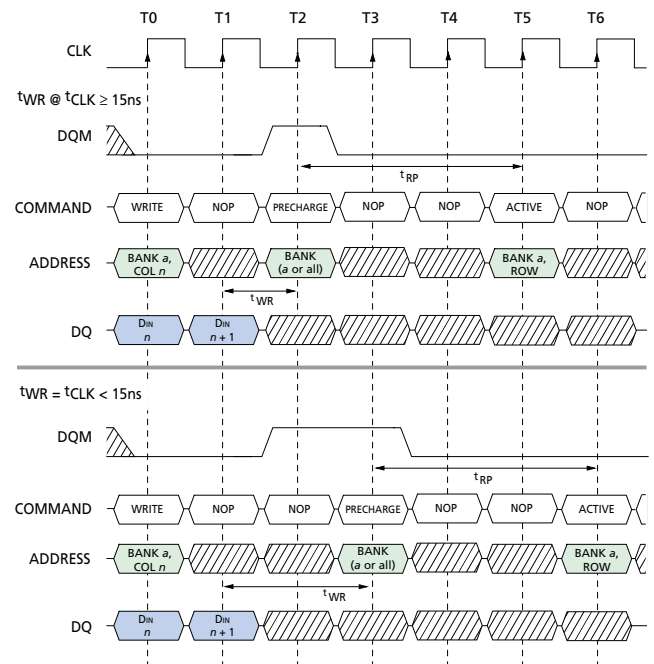 T0 T1 T2 T3 T4 T5 T6
CLK
tWR @ tCLK ≥ 15ns
DQM
tRP
COMMAND WRITE NOP PRECHARGE NOP NOP ACTIVE NOP
ADDRESS BANK a, COL n BANK (a or all) BANK a, ROW
tWR
DQ DIN n DIN n + 1
tWR = tCLK < 15ns
DQM
tRP
COMMAND WRITE NOP NOP PRECHARGE NOP NOP ACTIVE
ADDRESS BANK a, COL n BANK (a or all) BANK a, ROW
tWR
DQ DIN n DIN n + 1